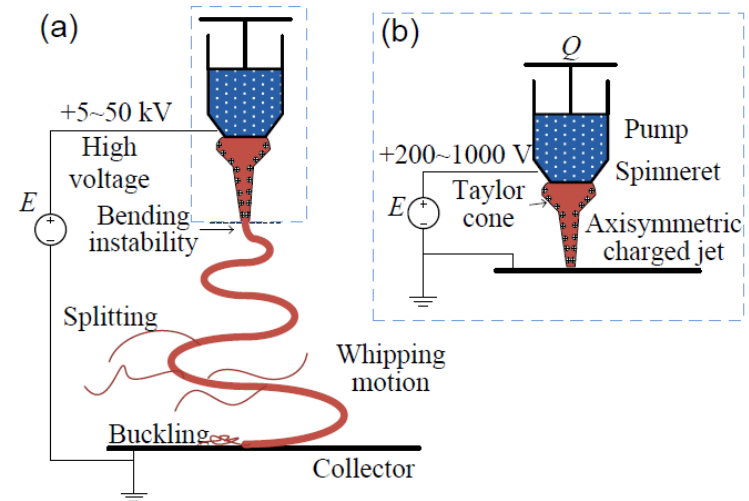 (a)
+5~50 kV
High
voltage
E
Bending
instability
Splitting
Whipping
motion
Buckling
Collector
(b)
Q
Pump
+200~1000 V
Spinneret
Taylor
cone
E
Axisymmetric
charged jet